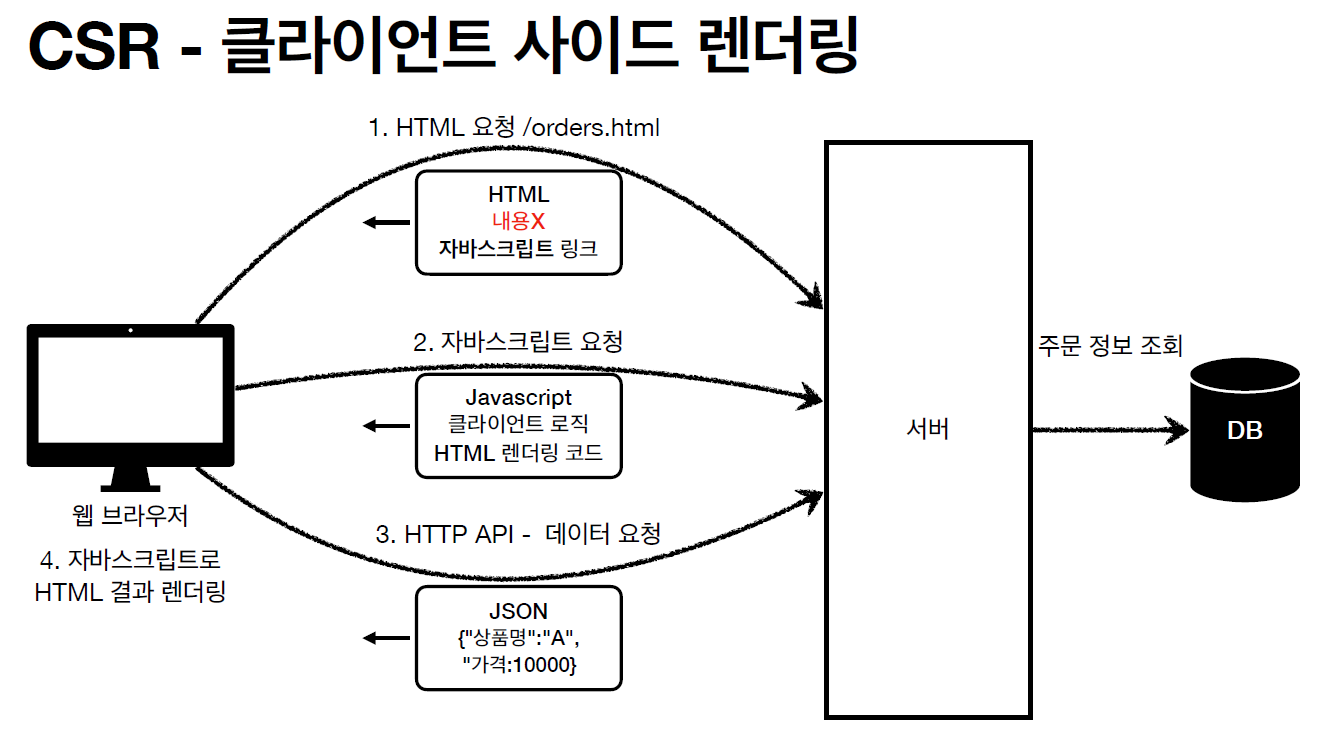 CSR - 클라이언트 사이드 렌더링
1. HTML 요청 /orders.html
HTML
내용X
자바스크립트 링크
2. 자바스크립트 요청
Javascript
클라이언트 로직
HTML 렌더링 코드
주문 정보 조회
서버
DB
웹 브라우저
4. 자바스크립트로
HTML 결과 렌더링
3. HTTP API - 데이터 요청
JSON
{"상품명":"A",
"가격:10000}